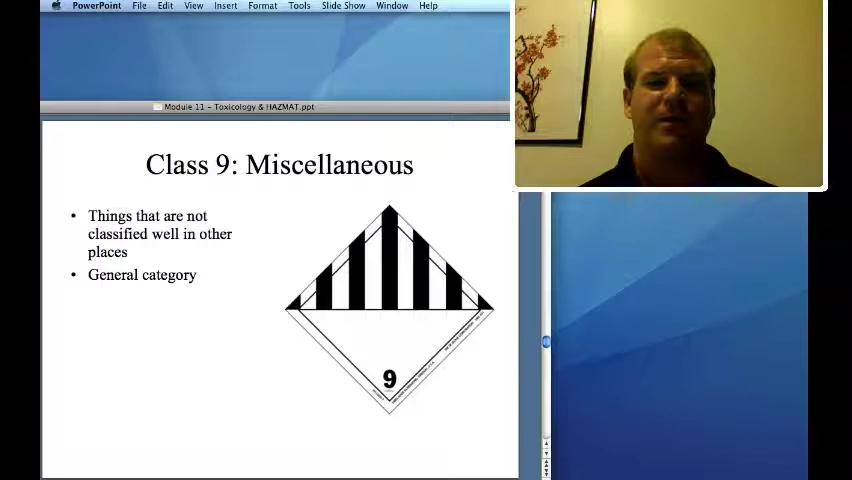 PowerPoint File Edit View Insert Format Tools Slide Show Window Help
Module 11 - Toxicology & HAZMAT.ppt
Class 9: Miscellaneous
• Things that are not
classified well in other
places
• General category
9